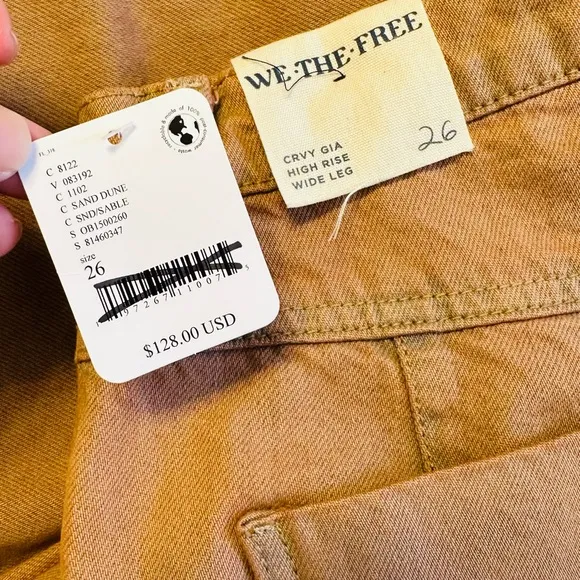 WE·THE·FREE
CRVY GIA
HIGH RISE
WIDE LEG
26
C 8122
V 083192
C 1102
C SAND DUNE
C SND/SABLE
S OB1500260
S 81460347
size
26
$128.00 USD